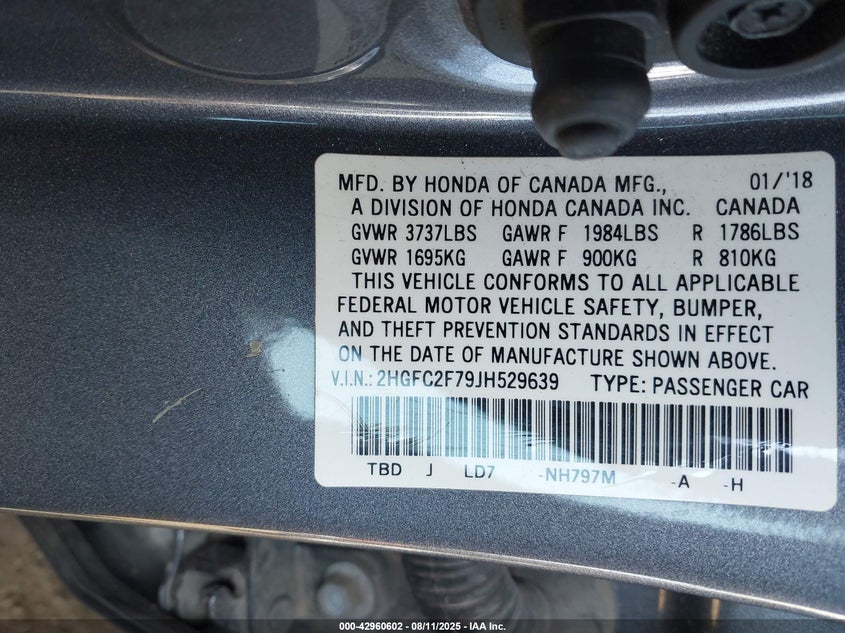 MFD. BY HONDA OF CANADA MFG., 01/'18
A DIVISION OF HONDA CANADA INC. CANADA
GVWR 3737LBS GAWR F 1984LBS R 1786LBS
GVWR 1695KG GAWR F 900KG R 810KG
THIS VEHICLE CONFORMS TO ALL APPLICABLE
FEDERAL MOTOR VEHICLE SAFETY, BUMPER,
AND THEFT PREVENTION STANDARDS IN EFFECT
ON THE DATE OF MANUFACTURE SHOWN ABOVE.
V.I.N.: 2HGFC2F79JH529639 TYPE: PASSENGER CAR
TBD J LD7 -NH797M -A -H
000-42960602 - 08/11/2025 - IAA Inc.